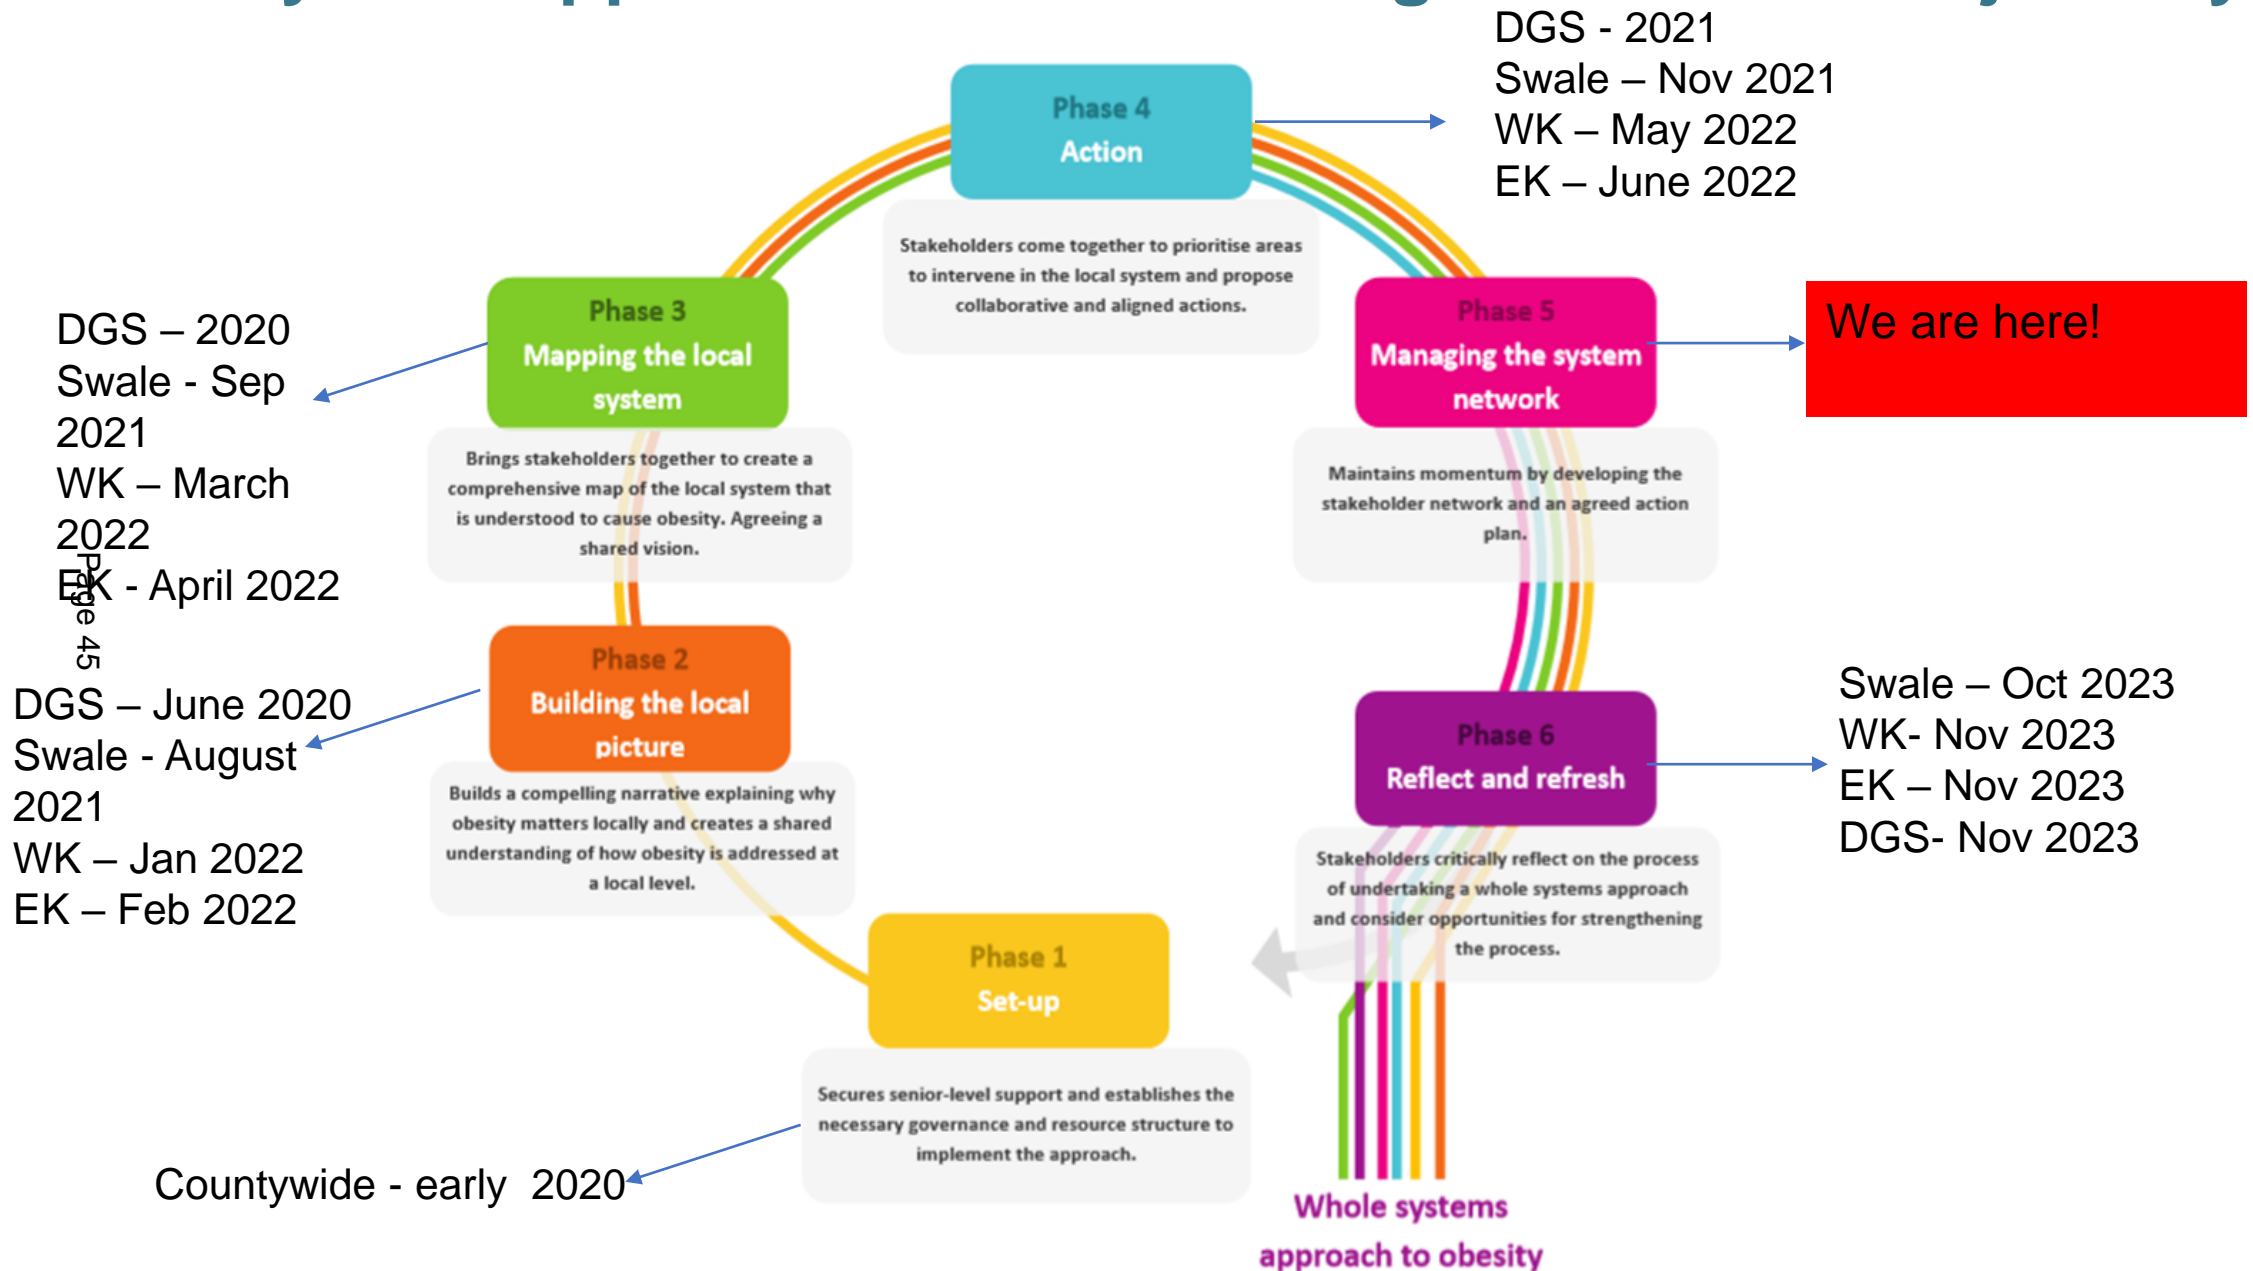 DGS - 2021
Swale – Nov 2021
WK – May 2022
EK – June 2022
Phase 4
Action
Stakeholders come together to prioritise areas
to intervene in the local system and propose
collaborative and aligned actions.
Phase 3
Mapping the local
system
Brings stakeholders together to create a
comprehensive map of the local system that
is understood to cause obesity. Agreeing a
shared vision.
DGS – 2020
Swale - Sep
2021
WK – March
2022
EK - April 2022
Page 45
Phase 5
Managing the system
network
Maintains momentum by developing the
stakeholder network and an agreed action
plan.
We are here!
Phase 2
Building the local
picture
Builds a compelling narrative explaining why
obesity matters locally and creates a shared
understanding of how obesity is addressed at
a local level.
DGS – June 2020
Swale - August
2021
WK – Jan 2022
EK – Feb 2022
Phase 6
Reflect and refresh
Stakeholders critically reflect on the process
of undertaking a whole systems approach
and consider opportunities for strengthening
the process.
Swale – Oct 2023
WK- Nov 2023
EK – Nov 2023
DGS- Nov 2023
Phase 1
Set-up
Secures senior-level support and establishes the
necessary governance and resource structure to
implement the approach.
Countywide - early  2020
Whole systems
approach to obesity